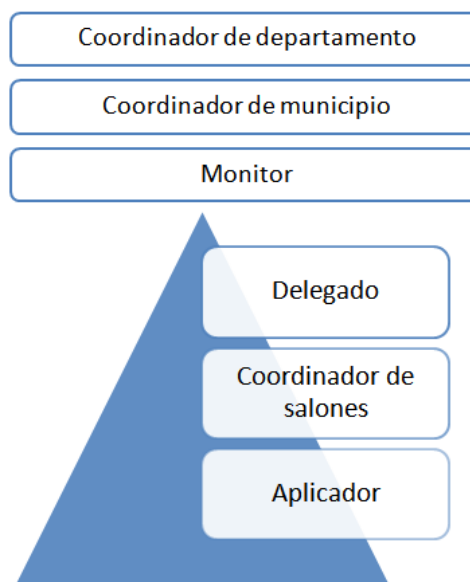 Coordinador de departamento
Coordinador de municipio
Monitor
Delegado
Coordinador de
salones
Aplicador